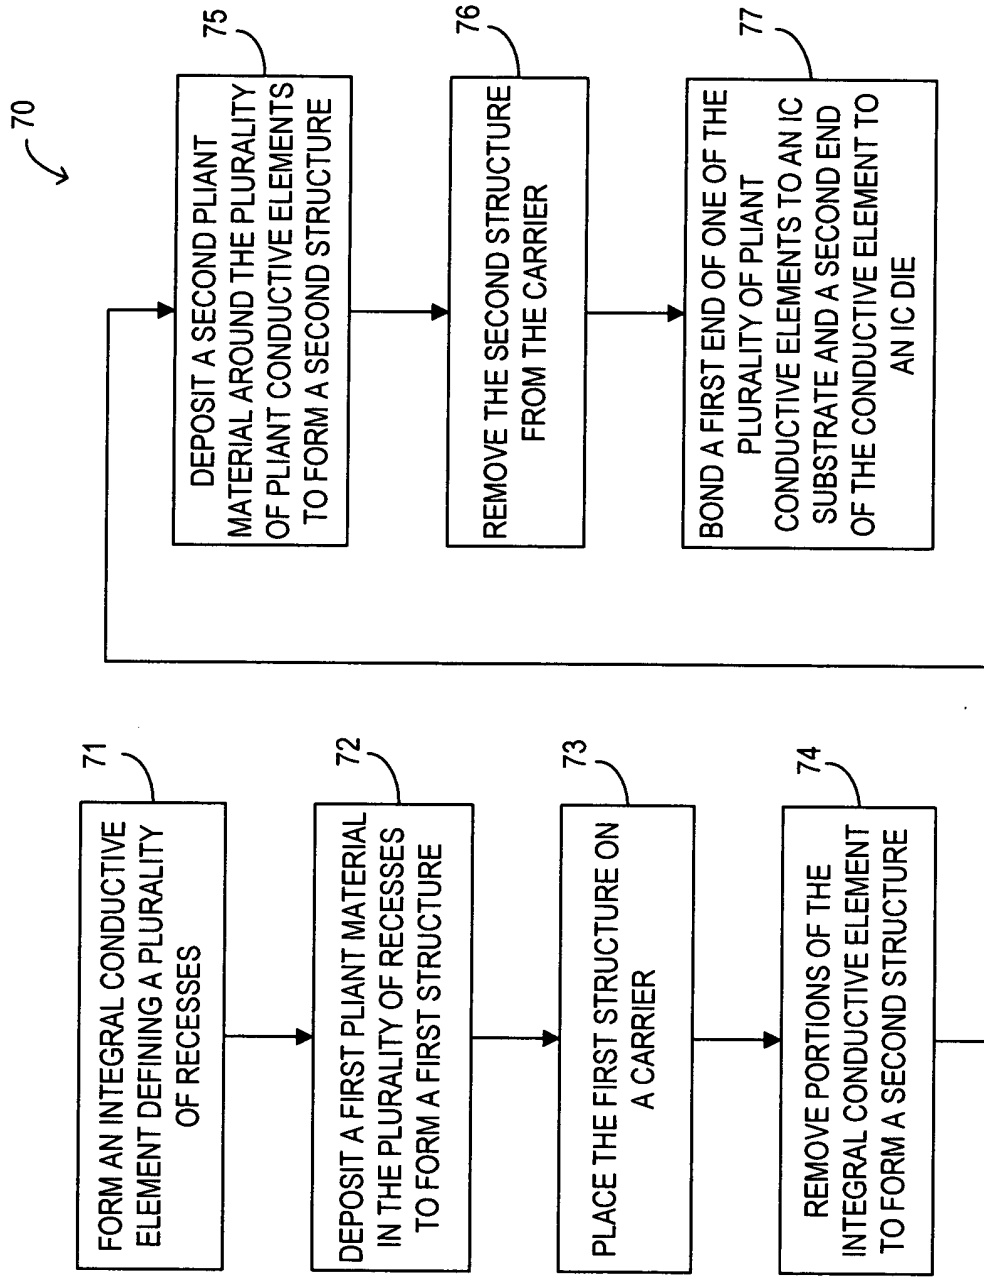 70
71
FORM AN INTEGRAL CONDUCTIVE
ELEMENT DEFINING A PLURALITY
OF RECESSES
72
DEPOSIT A FIRST PLIANT MATERIAL
IN THE PLURALITY OF RECESSES
TO FORM A FIRST STRUCTURE
73
PLACE THE FIRST STRUCTURE ON
A CARRIER
74
REMOVE PORTIONS OF THE
INTEGRAL CONDUCTIVE ELEMENT
TO FORM A SECOND STRUCTURE
75
DEPOSIT A SECOND PLIANT
MATERIAL AROUND THE PLURALITY
OF PLIANT CONDUCTIVE ELEMENTS
TO FORM A SECOND STRUCTURE
76
REMOVE THE SECOND STRUCTURE
FROM THE CARRIER
77
BOND A FIRST END OF ONE OF THE
PLURALITY OF PLIANT
CONDUCTIVE ELEMENTS TO AN IC
SUBSTRATE AND A SECOND END
OF THE CONDUCTIVE ELEMENT TO
AN IC DIE